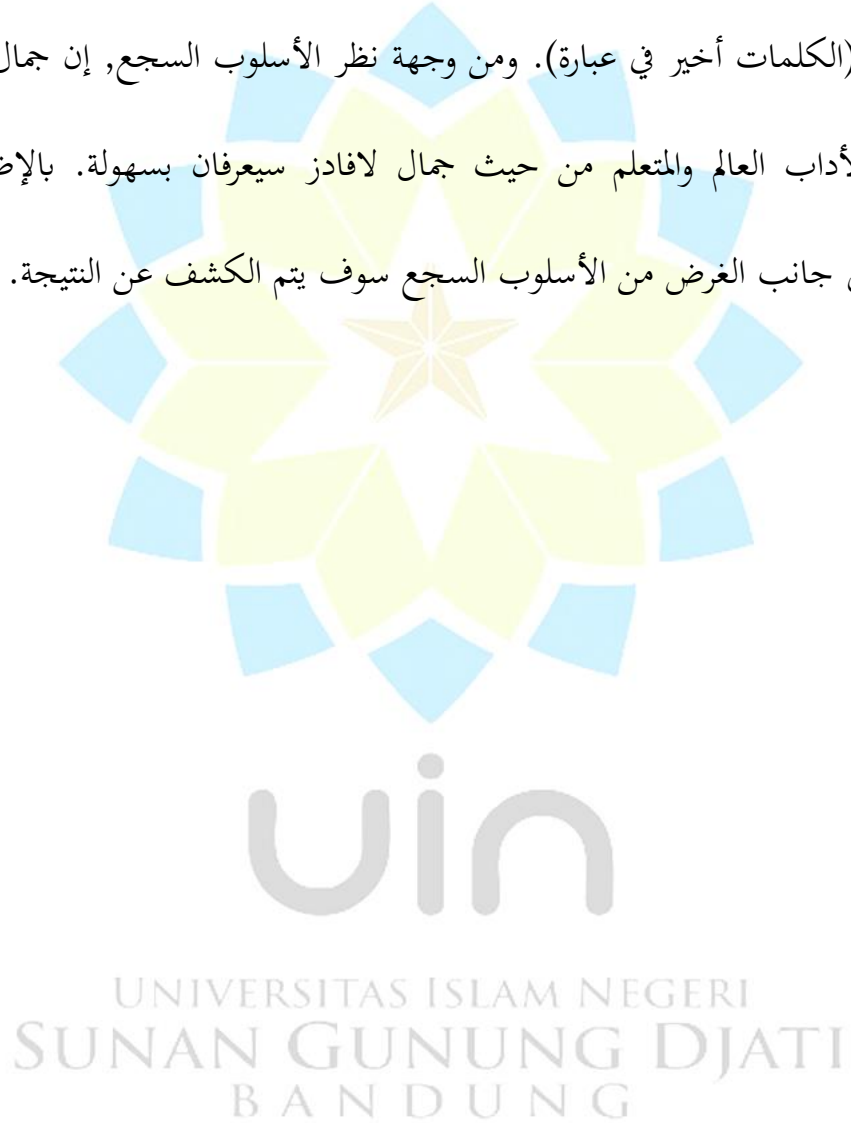 (الكلمات أخير في عبارة). ومن وجهة نظر الأسلوب السجع, إن جمال
لأداب العالم والمتعلم من حيث جمال لافادز سيعرفان بسهولة.
جانب الغرض من الأسلوب السجع سوف يتم الكشف عن النتيجة.
uin
UNIVERSITAS ISLAM NEGERI
SUNAN GUNUNG DJATI
BANDUNG